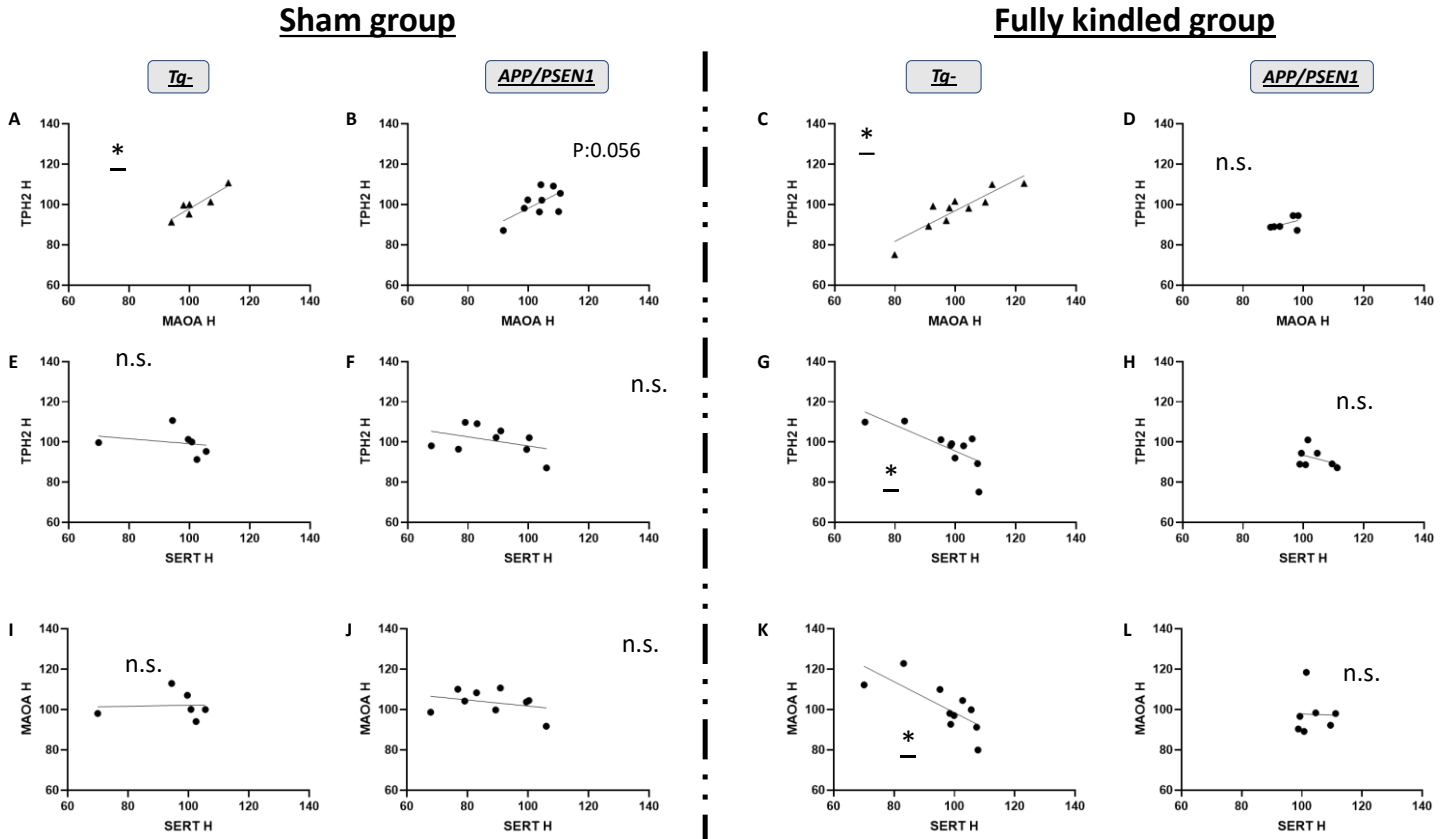 Sham group
Fully kindled group
Tg-
APP/PSEN1
Tg-
APP/PSEN1
A
140
120
100
80
60
TPH2 H
*
60 80 100 120 140
MAOA H
B
140
120
100
80
60
TPH2 H
P:0.056
60 80 100 120 140
MAOA H
C
140
120
100
80
60
TPH2 H
*
60 80 100 120 140
MAOA H
D
140
120
100
80
60
TPH2 H
n.s.
60 80 100 120 140
MAOA H
E
140
120
100
80
60
TPH2 H
n.s.
60 80 100 120 140
SERT H
F
140
120
100
80
60
TPH2 H
n.s.
60 80 100 120 140
SERT H
G
140
120
100
80
60
TPH2 H
*
60 80 100 120 140
SERT H
H
140
120
100
80
60
TPH2 H
n.s.
60 80 100 120 140
SERT H
I
140
120
100
80
60
MAOA H
n.s.
60 80 100 120 140
SERT H
J
140
120
100
80
60
MAOA H
n.s.
60 80 100 120 140
SERT H
K
140
120
100
80
60
MAOA H
*
60 80 100 120 140
SERT H
L
140
120
100
80
60
MAOA H
n.s.
60 80 100 120 140
SERT H